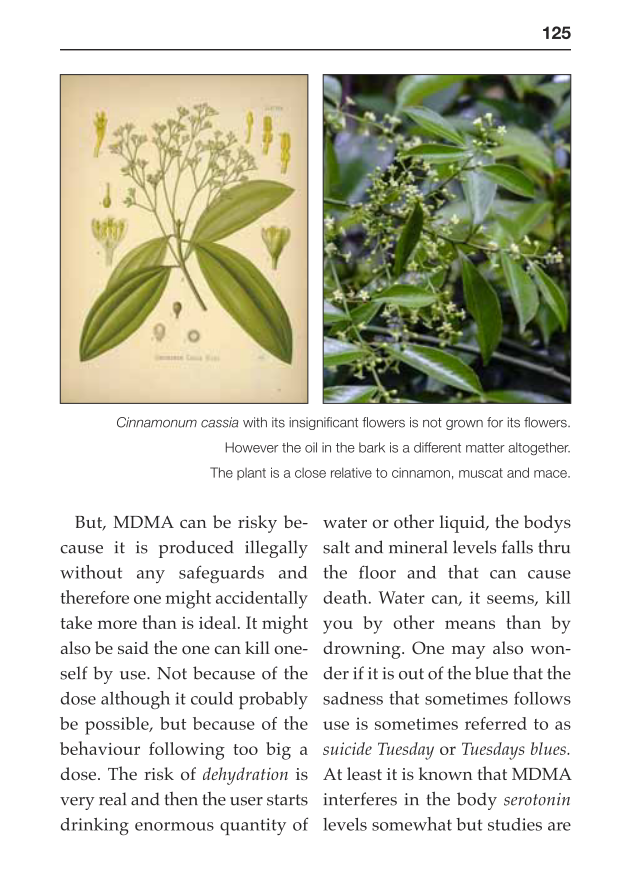 125
Cinnamonum cassia with its insignificant flowers is not grown for its flowers.
However the oil in the bark is a different matter altogether.
The plant is a close relative to cinnamon, muscat and mace.
But, MDMA can be risky be-
cause it is produced illegally
without any safeguards and
therefore one might accidentally
take more than is ideal. It might
also be said the one can kill one-
self by use. Not because of the
dose although it could probably
be possible, but because of the
behaviour following too big a
dose. The risk of dehydration is
very real and then the user starts
drinking enormous quantity of
water or other liquid, the bodys
salt and mineral levels falls thru
the floor and that can cause
death. Water can, it seems, kill
you by other means than by
drowning. One may also won-
der if it is out of the blue that the
sadness that sometimes follows
use is sometimes referred to as
suicide Tuesday or Tuesdays blues.
At least it is known that MDMA
interferes in the body serotonin
levels somewhat but studies are